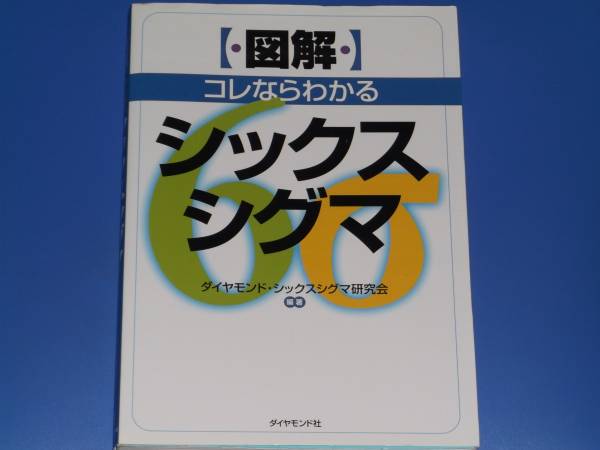 【・図解・】
コレならわかる
シックス
シグマ
6σ
ダイヤモンド・シックスシグマ研究会
編著
ダイヤモンド社